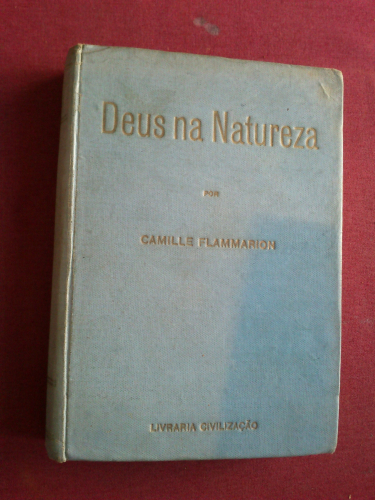 Deus na Natureza
POR
CAMILLE FLAMMARION
LIVRARIA CIVILIZAÇÃO